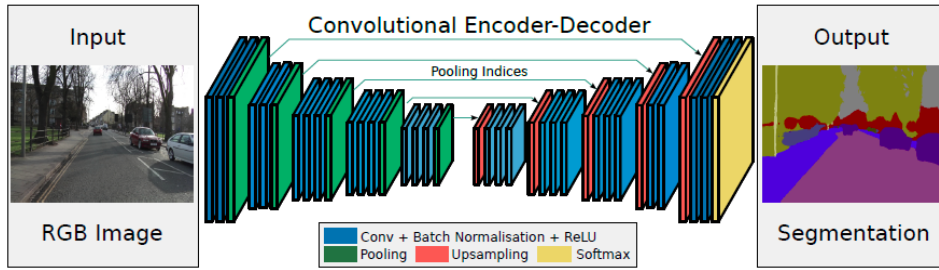 Input
RGB Image
Convolutional Encoder-Decoder
Pooling Indices
Conv + Batch Normalisation + ReLU
Pooling Upsampling Softmax
Output
Segmentation